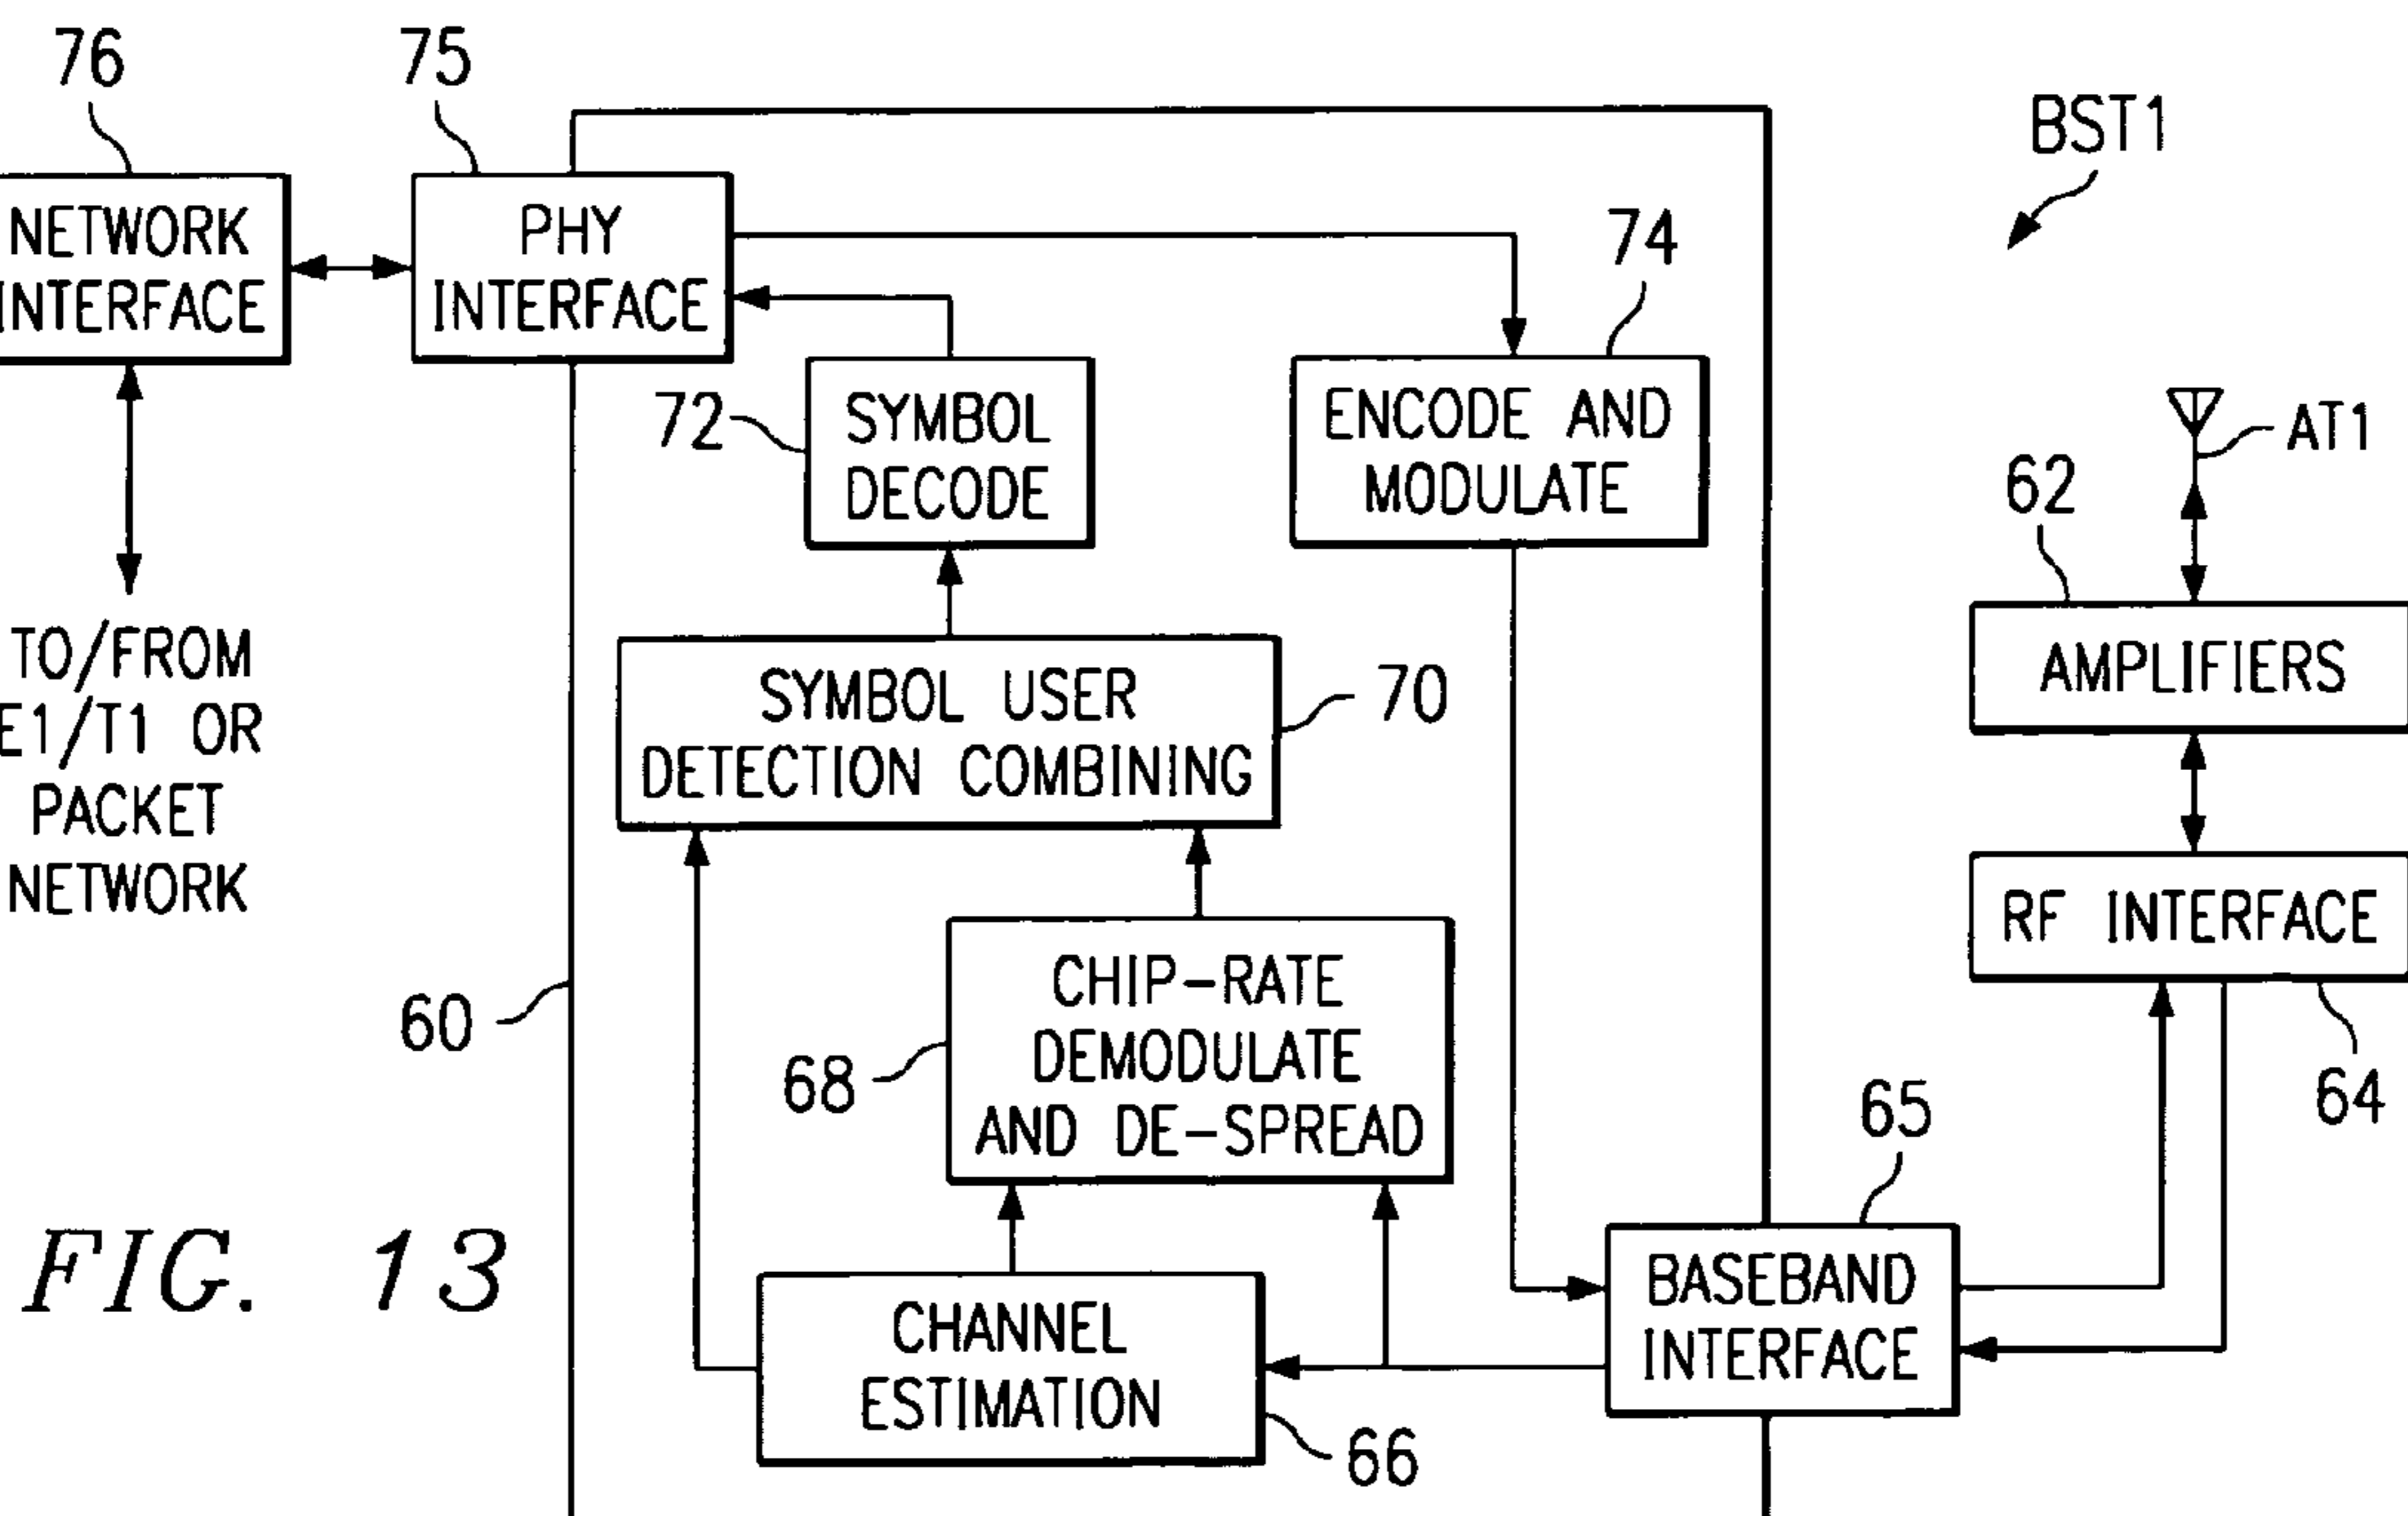 76
75
BST1
NETWORK
INTERFACE
PHY
INTERFACE
74
72
SYMBOL
DECODE
ENCODE AND
MODULATE
AT1
62
TO/FROM
E1/T1 OR
PACKET
NETWORK
SYMBOL USER
DETECTION COMBINING
70
AMPLIFIERS
RF INTERFACE
60
68
CHIP-RATE
DEMODULATE
AND DE-SPREAD
64
65
FIG. 13
CHANNEL
ESTIMATION
BASEBAND
INTERFACE
66